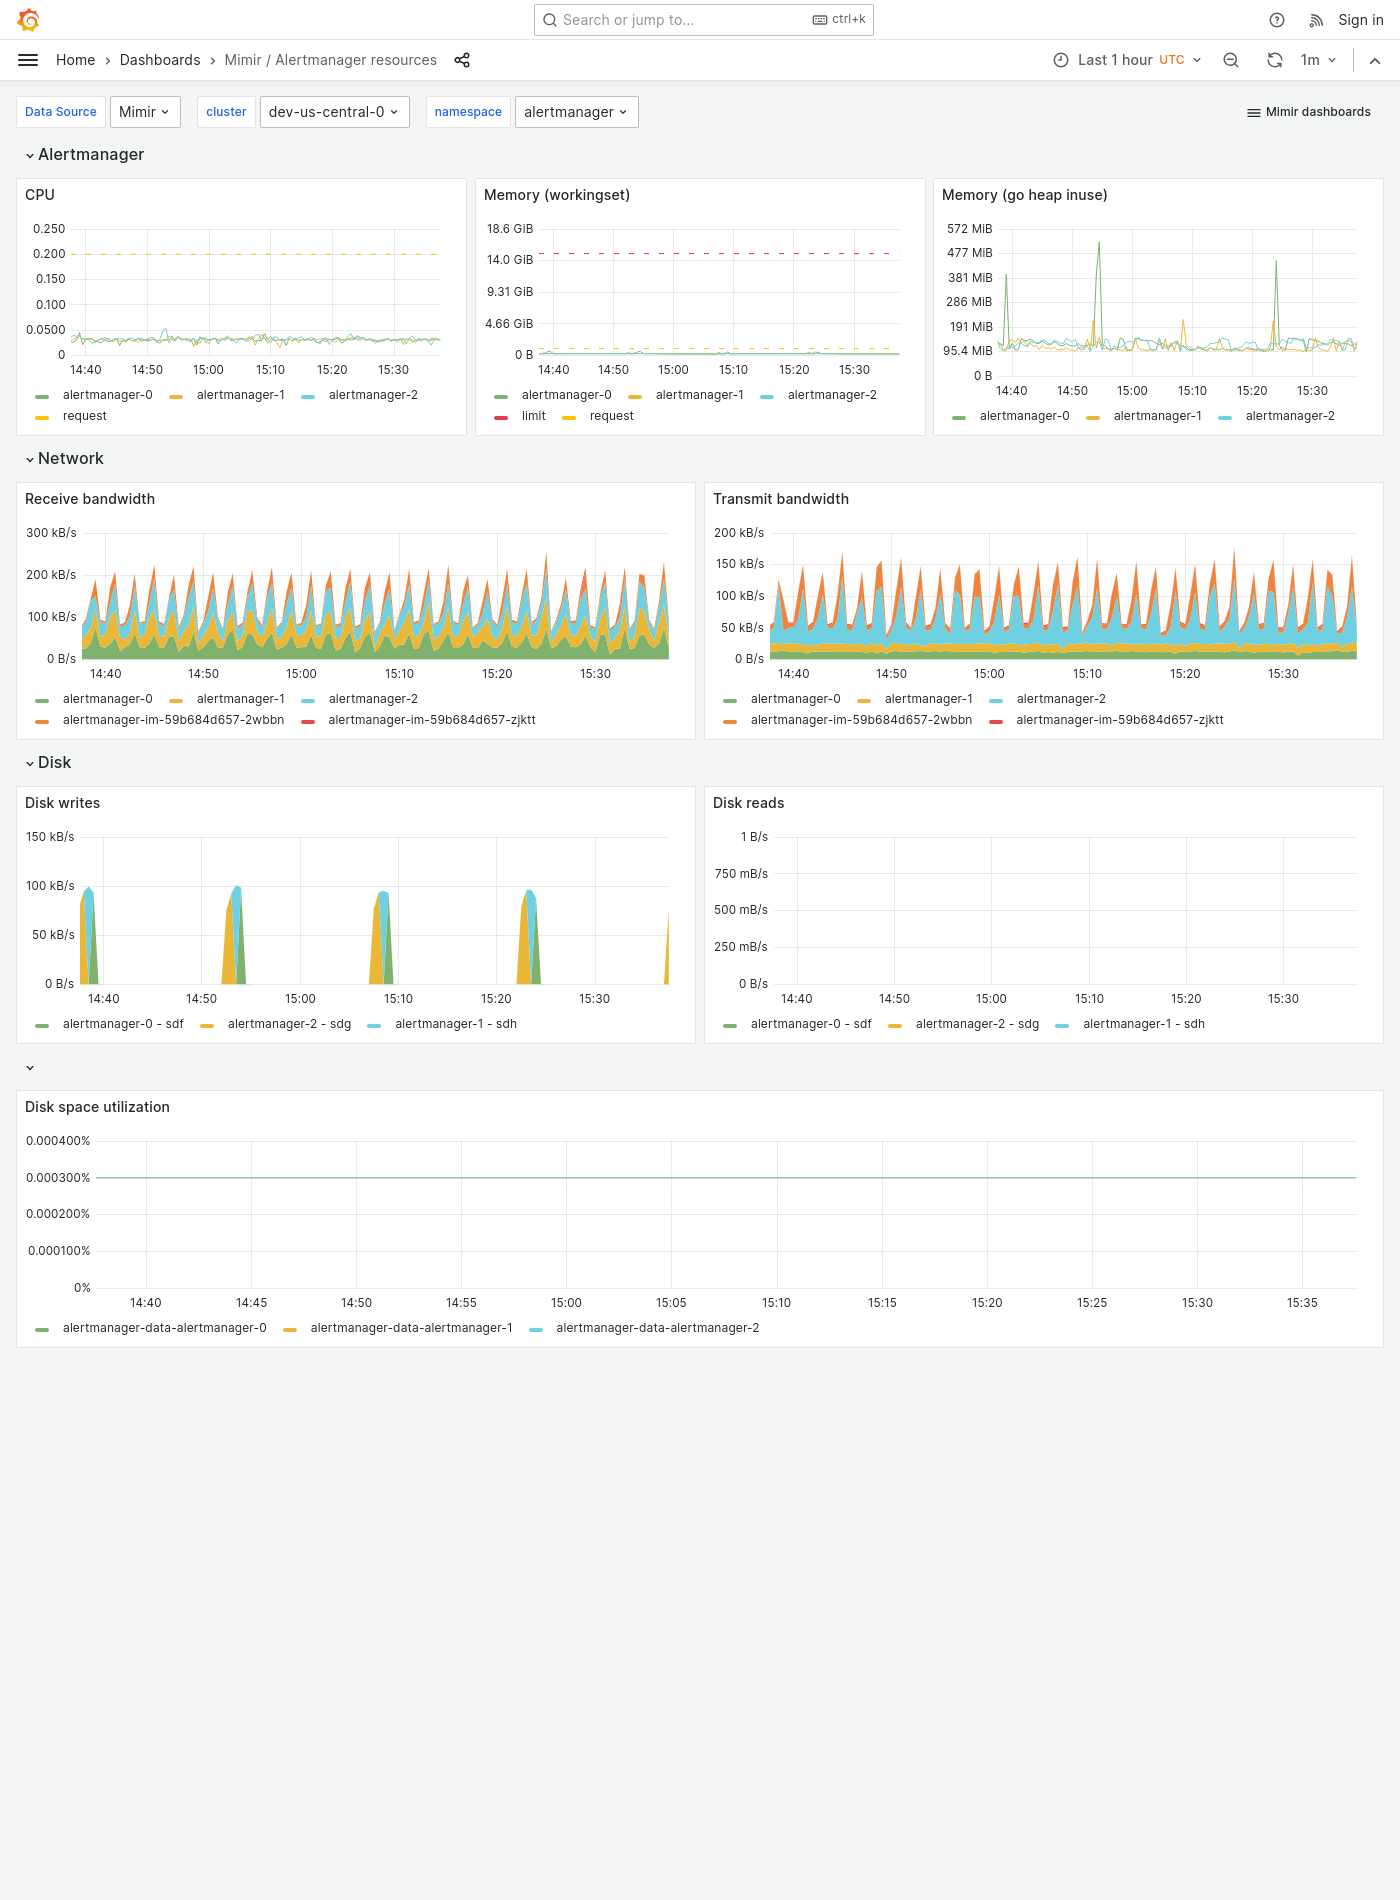 Search or jump to... ctrl+k Sign in
Home Dashboards Mimir / Alertmanager resources Last 1 hour UTC 1m
Data Source Mimir cluster dev-us-central-0 namespace alertmanager Mimir dashboards
Alertmanager
CPU
0.250
0.200
0.150
0.100
0.0500
0
14:40 14:50 15:00 15:10 15:20 15:30
alertmanager-0 alertmanager-1 alertmanager-2
request
Memory (workingset)
18.6 GiB
14.0 GiB
9.31 GiB
4.66 GiB
0 B
14:40 14:50 15:00 15:10 15:20 15:30
alertmanager-0 alertmanager-1 alertmanager-2
limit request
Memory (go heap inuse)
572 MiB
477 MiB
381 MiB
286 MiB
191 MiB
95.4 MiB
0 B
14:40 14:50 15:00 15:10 15:20 15:30
alertmanager-0 alertmanager-1 alertmanager-2
Network
Receive bandwidth
300 kB/s
200 kB/s
100 kB/s
0 B/s
14:40 14:50 15:00 15:10 15:20 15:30
alertmanager-0 alertmanager-1 alertmanager-2
alertmanager-im-59b684d657-2wbbn alertmanager-im-59b684d657-zjktt
Transmit bandwidth
200 kB/s
150 kB/s
100 kB/s
50 kB/s
0 B/s
14:40 14:50 15:00 15:10 15:20 15:30
alertmanager-0 alertmanager-1 alertmanager-2
alertmanager-im-59b684d657-2wbbn alertmanager-im-59b684d657-zjktt
Disk
Disk writes
150 kB/s
100 kB/s
50 kB/s
0 B/s
14:40 14:50 15:00 15:10 15:20 15:30
alertmanager-0 - sdf alertmanager-2 - sdg alertmanager-1 - sdh
Disk reads
1 B/s
750 mB/s
500 mB/s
250 mB/s
0 B/s
14:40 14:50 15:00 15:10 15:20 15:30
alertmanager-0 - sdf alertmanager-2 - sdg alertmanager-1 - sdh
Disk space utilization
0.000400%
0.000300%
0.000200%
0.000100%
0%
14:40 14:45 14:50 14:55 15:00 15:05 15:10 15:15 15:20 15:25 15:30 15:35
alertmanager-data-alertmanager-0 alertmanager-data-alertmanager-1 alertmanager-data-alertmanager-2